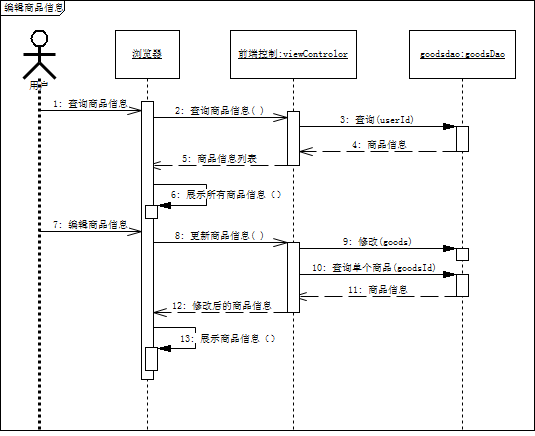 编辑商品信息
浏览器
前端控制:viewControlor
goodsdao:goodsDao
用户
1: 查询商品信息
2: 查询商品信息( )
3: 查询(userId)
4: 商品信息
5: 商品信息列表
6: 展示所有商品信息（）
7: 编辑商品信息
8: 更新商品信息( )
9: 修改(goods)
10: 查询单个商品(goodsId)
11: 商品信息
12: 修改后的商品信息
13: 展示商品信息（）